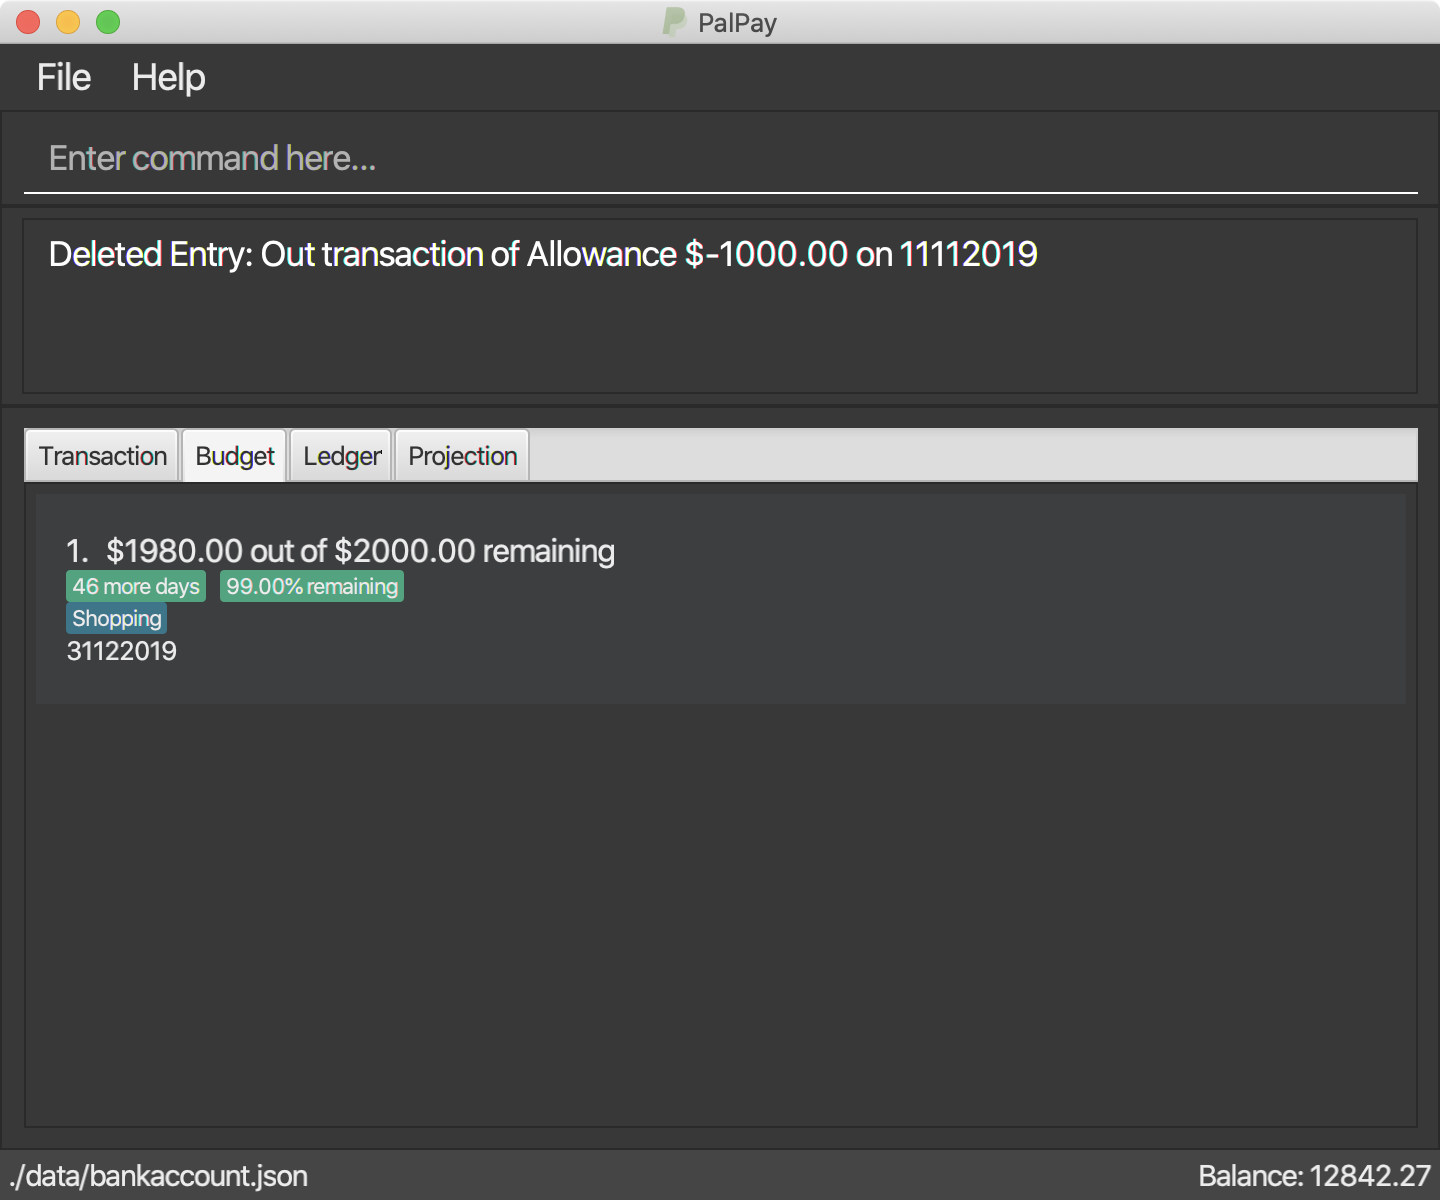 PalPay
File Help
Enter command here...
Deleted Entry: Out transaction of Allowance $-1000.00 on 11112019
Transaction Budget Ledger Projection
1. $1980.00 out of $2000.00 remaining
46 more days 99.00% remaining
Shopping
31122019
./data/bankaccount.json Balance: 12842.27